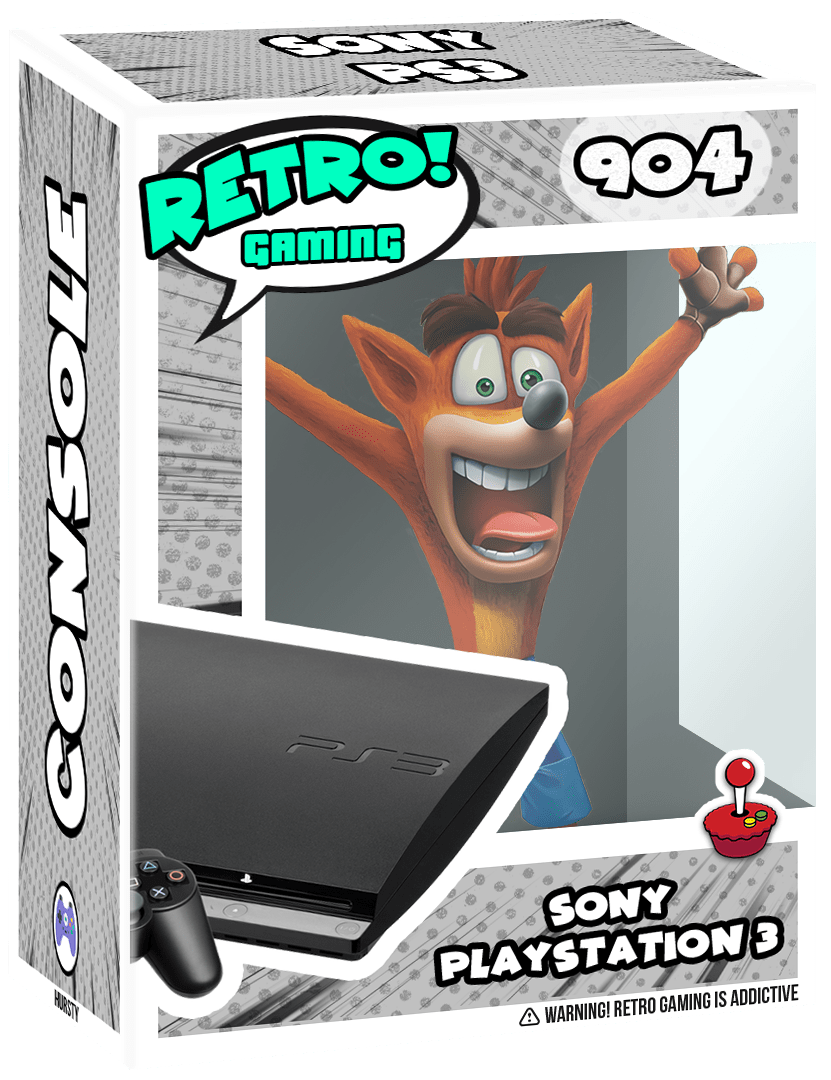 SONY
PS3
RETRO!
GAMING
904
CONSOLE
PS3
SONY
PLAYSTATION 3
HURSTY
⚠ WARNING! RETRO GAMING IS ADDICTIVE